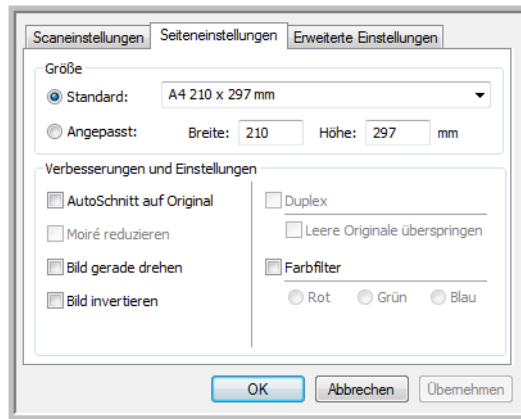 Scaneinstellungen Seiteneinstellungen Erweiterte Einstellungen
Größe
Standard: A4 210 x 297 mm
Angepasst: Breite: 210 Höhe: 297 mm
Verbesserungen und Einstellungen
AutoSchnitt auf Original
Moiré reduzieren
Bild gerade drehen
Bild invertieren
Duplex
Leere Originale überspringen
Farbfilter
Rot Grün Blau
OK Abbrechen Übernehmen